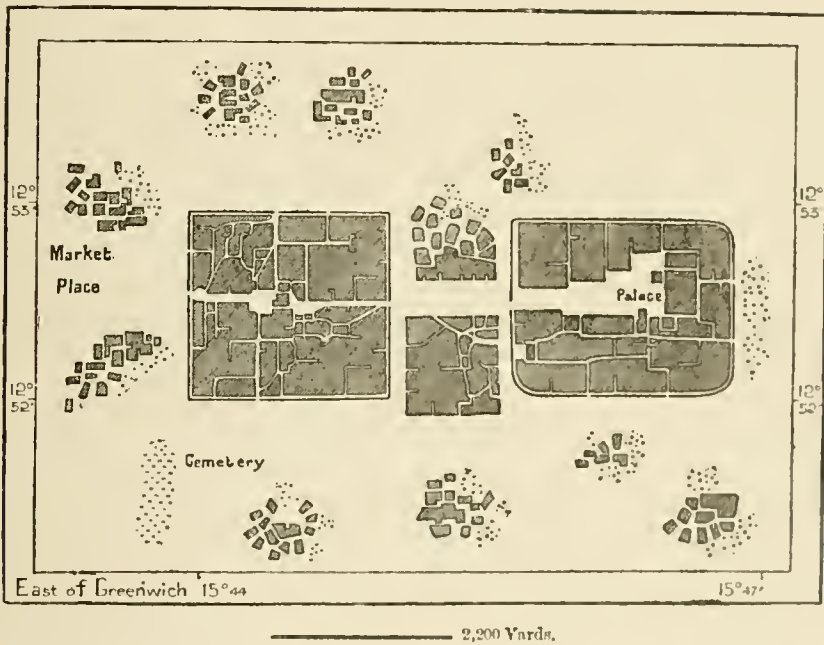 12° 53' 12° 53'
Market
Place
Palace
12° 52' 12° 52'
Cemetery
East of Greenwich 15°44' 15°47'
2,200 Yards.